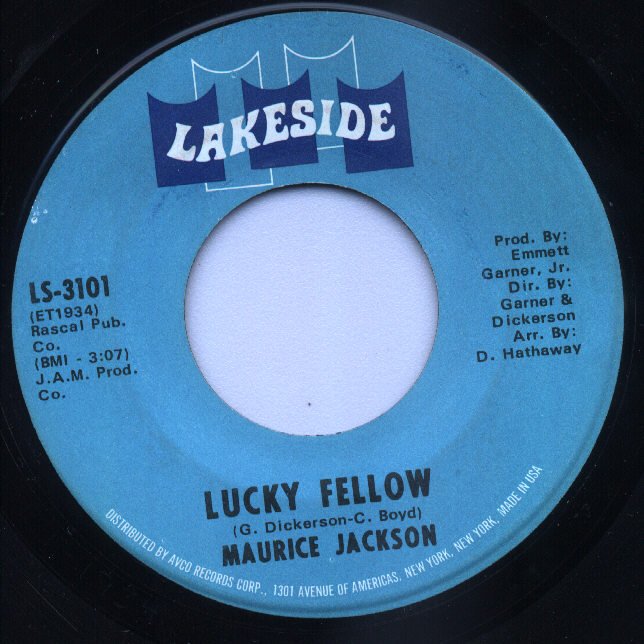 LAKESIDE
LS-3101
(ET1934)
Rascal Pub.
Co.
(BMI - 3:07)
J.A.M. Prod.
Co.
Prod. By:
Emmett
Garner, Jr.
Dir. By:
Garner &
Dickerson
Arr. By:
D. Hathaway
LUCKY FELLOW
(G. Dickerson-C. Boyd)
MAURICE JACKSON
DISTRIBUTED BY AVCO RECORDS CORP., 1301 AVENUE OF AMERICAS, NEW YORK, NEW YORK, MADE IN USA